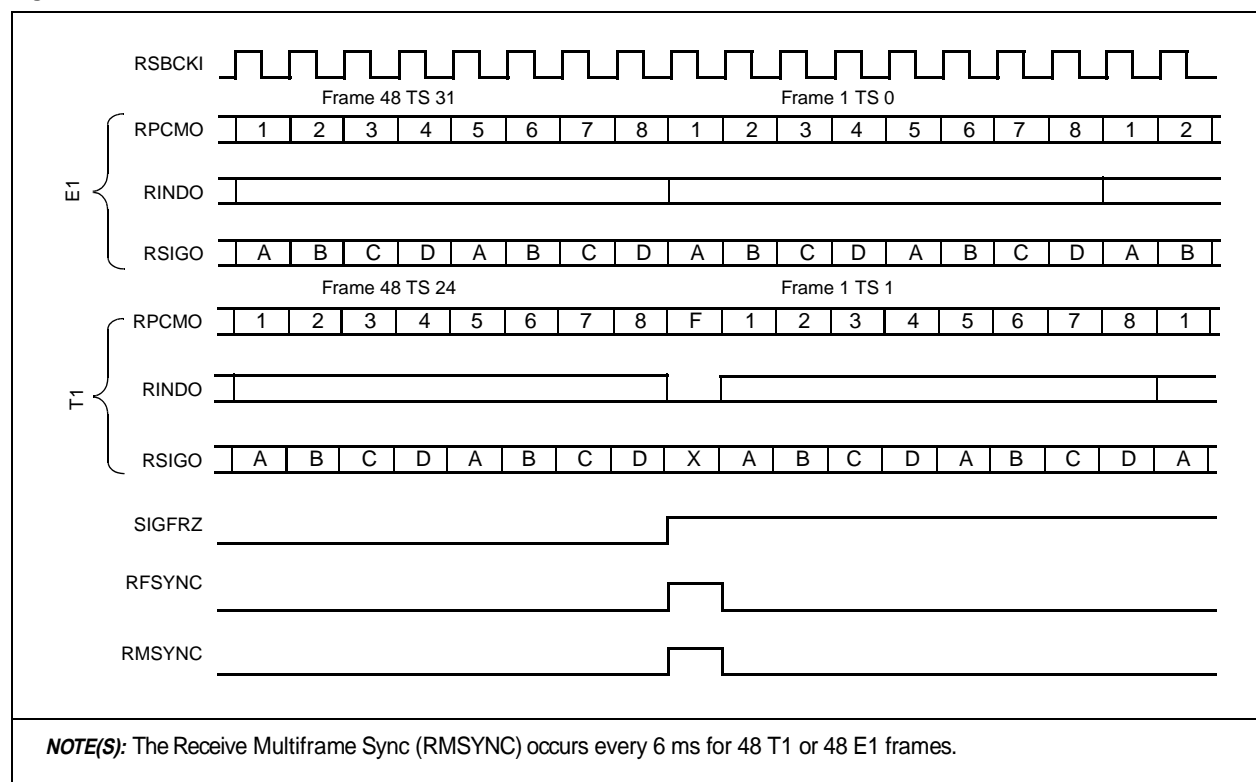 RSBCKI
Frame 48 TS 31 Frame 1 TS 0
E1
RPCMO 1 2 3 4 5 6 7 8 1 2 3 4 5 6 7 8 1 2
RINDO
RSIGO A B C D A B C D A B C D A B C D A B
Frame 48 TS 24 Frame 1 TS 1
T1
RPCMO 1 2 3 4 5 6 7 8 F 1 2 3 4 5 6 7 8 1
RINDO
RSIGO A B C D A B C D X A B C D A B C D A
SIGFRZ
RFSYNC
RMSYNC
NOTE(S): The Receive Multiframe Sync (RMSYNC) occurs every 6 ms for 48 T1 or 48 E1 frames.